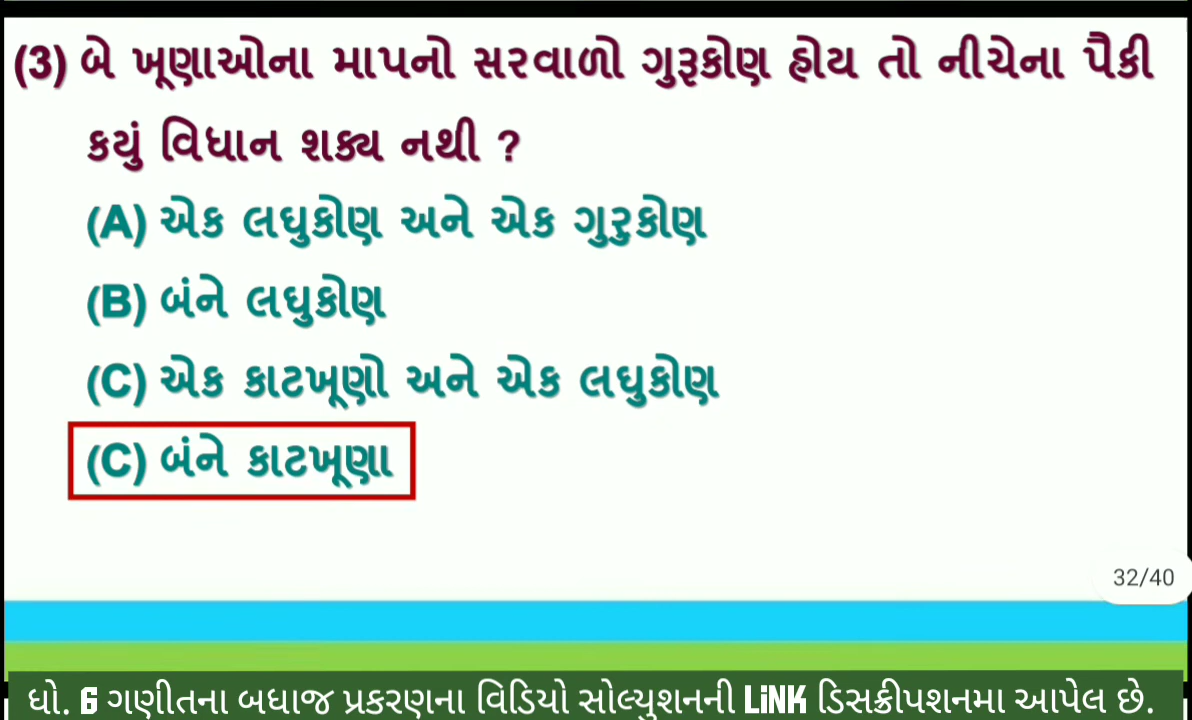 (3) બે ખૂણાઓના માપનો સરવાળો ગુરૂકોણ હોય તો નીચેના પૈકી
કયું વિધાન શક્ય નથી ?
(A) એક લઘુકોણ અને એક ગુરુકોણ
(B) બંને લઘુકોણ
(C) એક કાટખૂણો અને એક લઘુકોણ
(C) બંને કાટખૂણા
32/40
ધો. 6 ગણીતના બધાજ પ્રકરણના વિડિયો સોલ્યુશનની LiNK ડિસક્રીપશનમા આપેલ છે.